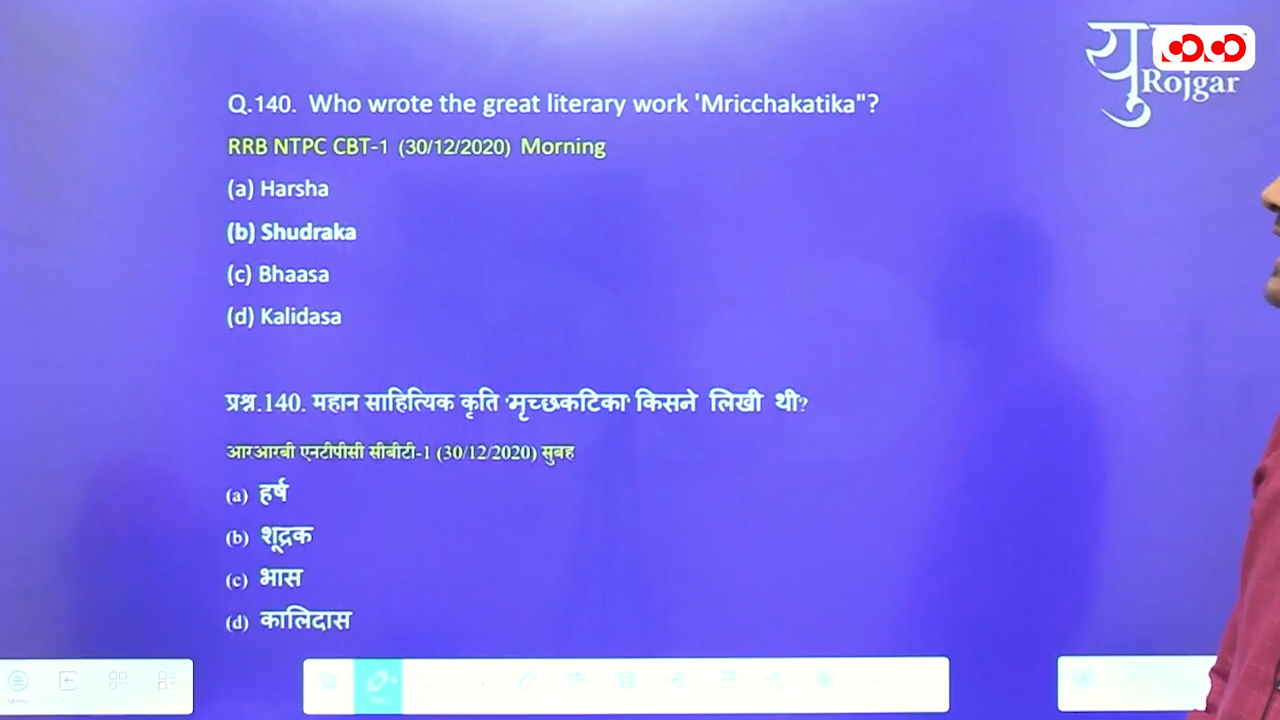 यु
Rojgar
Q.140. Who wrote the great literary work 'Mricchakatika"?
RRB NTPC CBT-1 (30/12/2020) Morning
(a) Harsha
(b) Shudraka
(c) Bhaasa
(d) Kalidasa
प्रश्न.140. महान साहित्यिक कृति 'मृच्छकटिका' किसने लिखी थी?
आरआरबी एनटीपीसी सीबीटी-1 (30/12/2020) सुबह
(a) हर्ष
(b) शूद्रक
(c) भास
(d) कालिदास